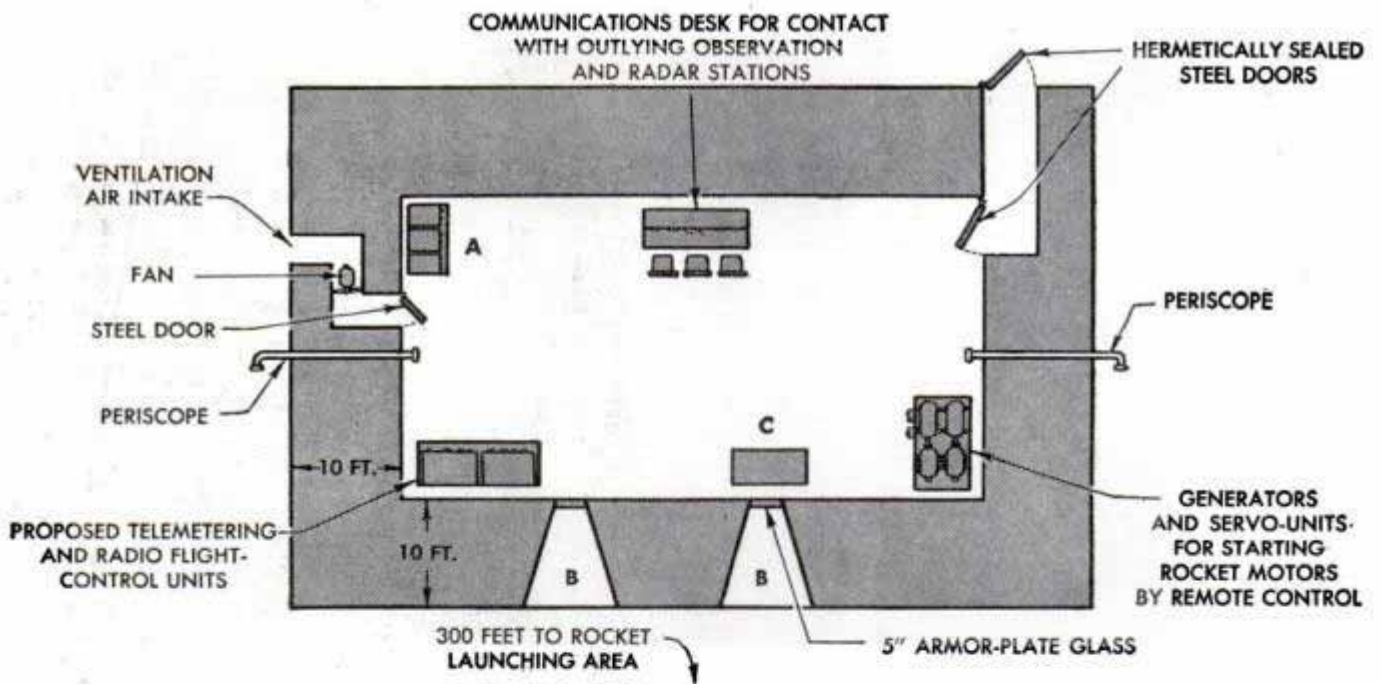 COMMUNICATIONS DESK FOR CONTACT
WITH OUTLYING OBSERVATION
AND RADAR STATIONS
HERMETICALLY SEALED
STEEL DOORS
VENTILATION
AIR INTAKE
A
FAN
STEEL DOOR
PERISCOPE
PERISCOPE
C
10 FT.
PROPOSED TELEMETERING
AND RADIO FLIGHT-
CONTROL UNITS
10 FT.
B
B
GENERATORS
AND SERVO-UNITS-
FOR STARTING
ROCKET MOTORS
BY REMOTE CONTROL
300 FEET TO ROCKET
LAUNCHING AREA
5" ARMOR-PLATE GLASS